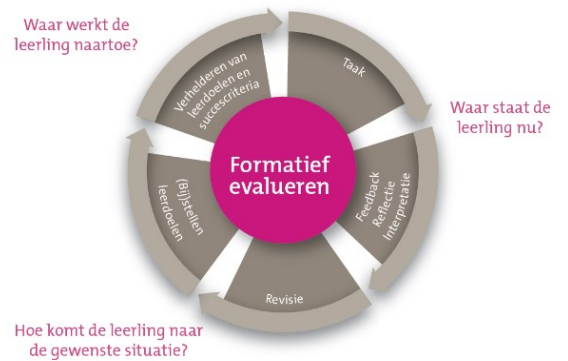 Waar werkt de
leerling naartoe?
Verhelderen van
leerdoelen en
succescriteria
Taak
Waar staat de
leerling nu?
Formatief
evalueren
Feedback
Reflectie
Interpretatie
(Bij)stellen
leerdoelen
Revisie
Hoe komt de leerling naar
de gewenste situatie?